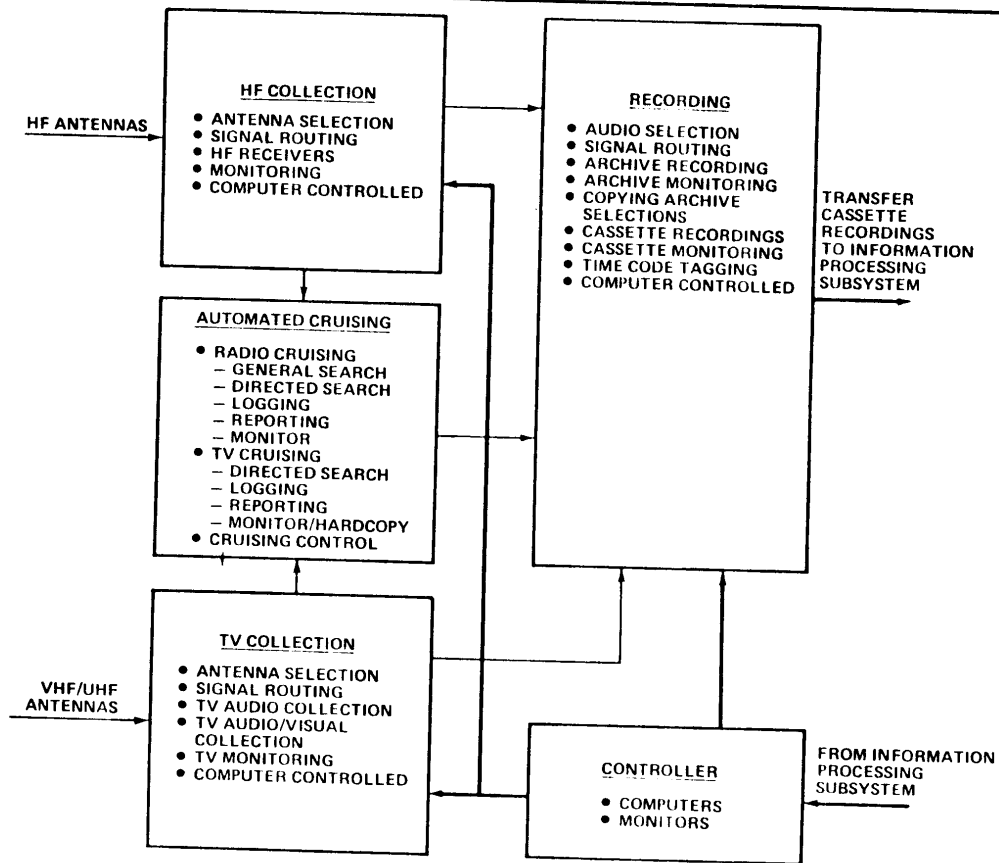 HF ANTENNAS
HF COLLECTION
● ANTENNA SELECTION
● SIGNAL ROUTING
● HF RECEIVERS
● MONITORING
● COMPUTER CONTROLLED
RECORDING
● AUDIO SELECTION
● SIGNAL ROUTING
● ARCHIVE RECORDING
● ARCHIVE MONITORING
● COPYING ARCHIVE
SELECTIONS
● CASSETTE RECORDINGS
● CASSETTE MONITORING
● TIME CODE TAGGING
● COMPUTER CONTROLLED
TRANSFER
CASSETTE
RECORDINGS
TO INFORMATION
PROCESSING
SUBSYSTEM
AUTOMATED CRUISING
● RADIO CRUISING
– GENERAL SEARCH
– DIRECTED SEARCH
– LOGGING
– REPORTING
– MONITOR
● TV CRUISING
– DIRECTED SEARCH
– LOGGING
– REPORTING
– MONITOR/HARDCOPY
● CRUISING CONTROL
VHF/UHF
ANTENNAS
TV COLLECTION
● ANTENNA SELECTION
● SIGNAL ROUTING
● TV AUDIO COLLECTION
● TV AUDIO/VISUAL
COLLECTION
● TV MONITORING
● COMPUTER CONTROLLED
CONTROLLER
● COMPUTERS
● MONITORS
FROM INFORMATION
PROCESSING
SUBSYSTEM